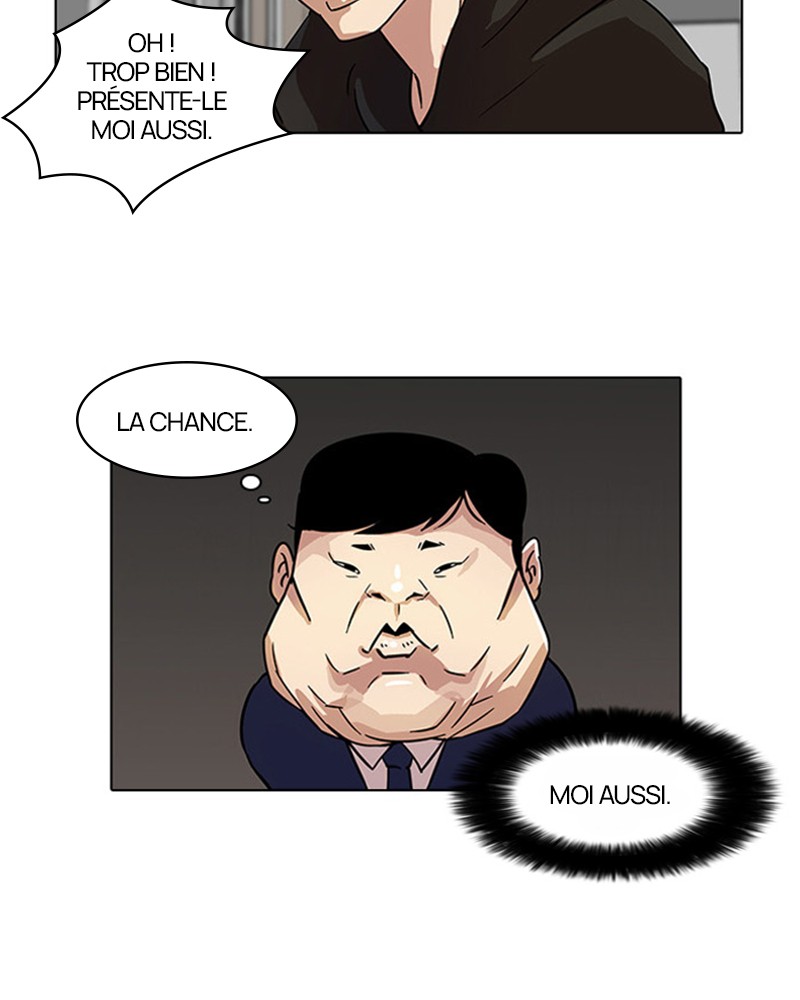 OH !
TROP BIEN !
PRÉSENTE-LE
MOI AUSSI.
LA CHANCE.
MOI AUSSI.